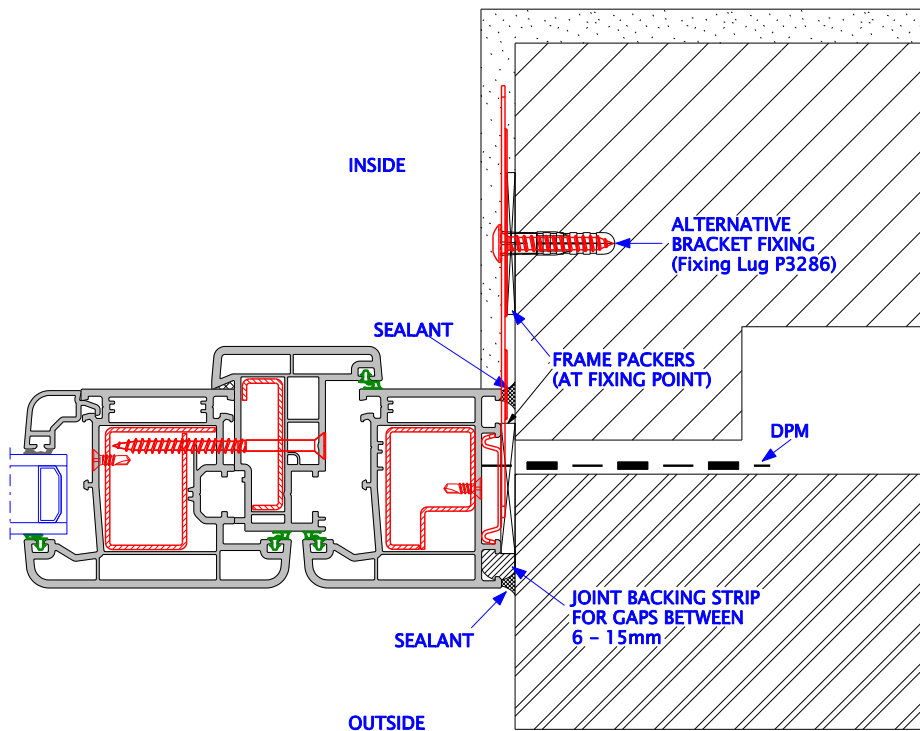 INSIDE
ALTERNATIVE
BRACKET FIXING
(Fixing Lug P3286)
SEALANT
FRAME PACKERS
(AT FIXING POINT)
DPM
JOINT BACKING STRIP
FOR GAPS BETWEEN
6 – 15mm
SEALANT
OUTSIDE